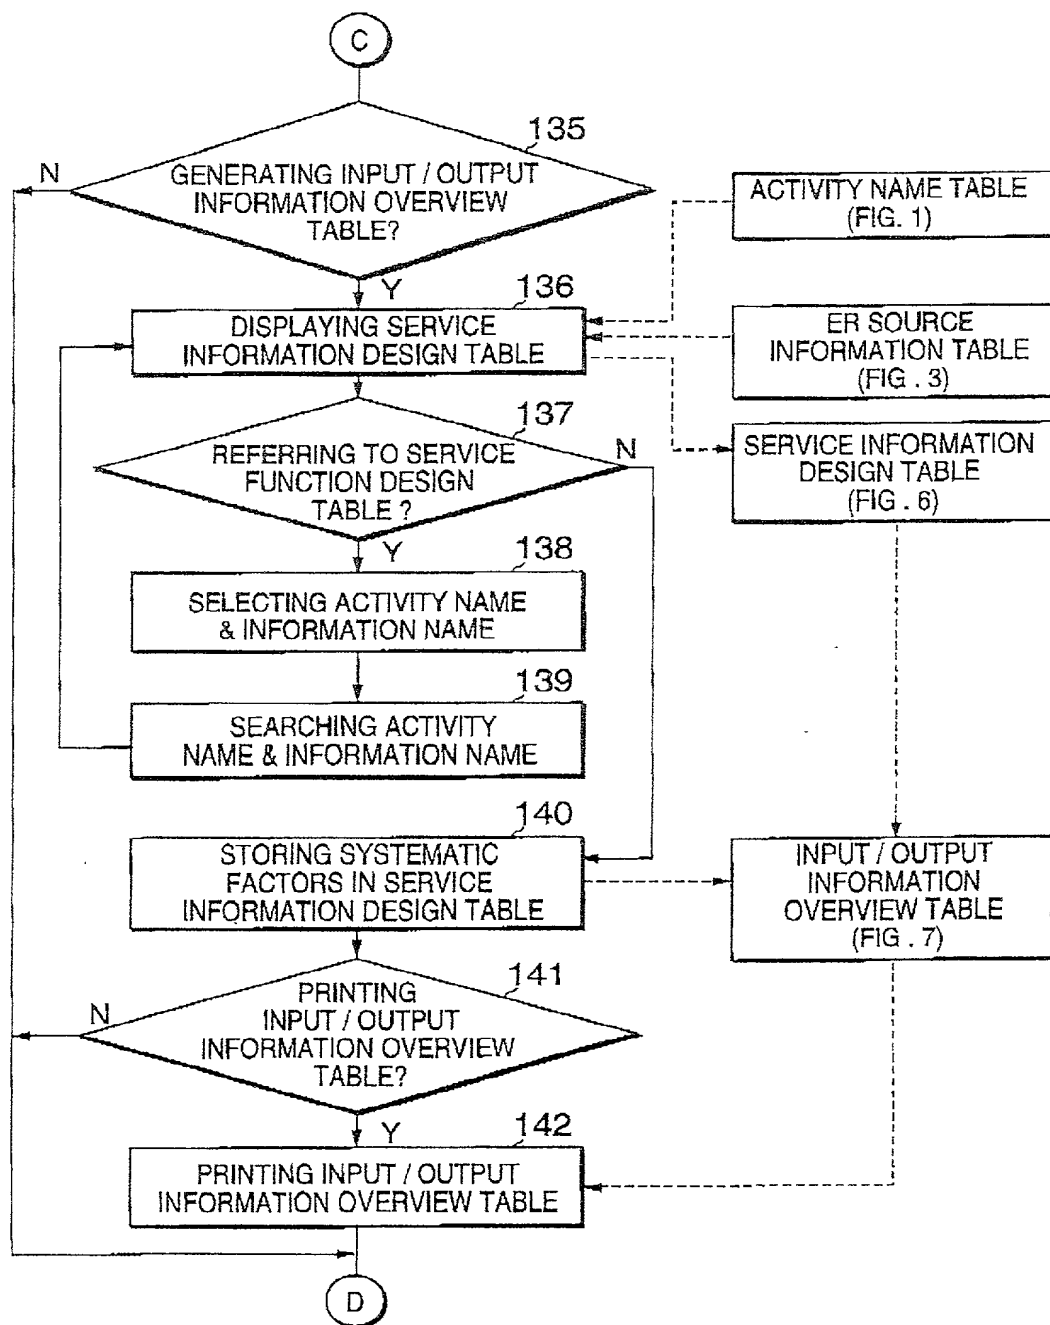 C
135
N
GENERATING INPUT / OUTPUT
INFORMATION OVERVIEW
TABLE?
Y
ACTIVITY NAME TABLE
(FIG. 1)
136
DISPLAYING SERVICE
INFORMATION DESIGN TABLE
ER SOURCE
INFORMATION TABLE
(FIG . 3)
137
REFERRING TO SERVICE
FUNCTION DESIGN
TABLE ?
N
Y
SERVICE INFORMATION
DESIGN TABLE
(FIG . 6)
138
SELECTING ACTIVITY NAME
& INFORMATION NAME
139
SEARCHING ACTIVITY
NAME & INFORMATION NAME
140
STORING SYSTEMATIC
FACTORS IN SERVICE
INFORMATION DESIGN TABLE
INPUT / OUTPUT
INFORMATION
OVERVIEW TABLE
(FIG . 7)
141
N
PRINTING
INPUT / OUTPUT
INFORMATION OVERVIEW
TABLE?
Y
142
PRINTING INPUT / OUTPUT
INFORMATION OVERVIEW TABLE
D